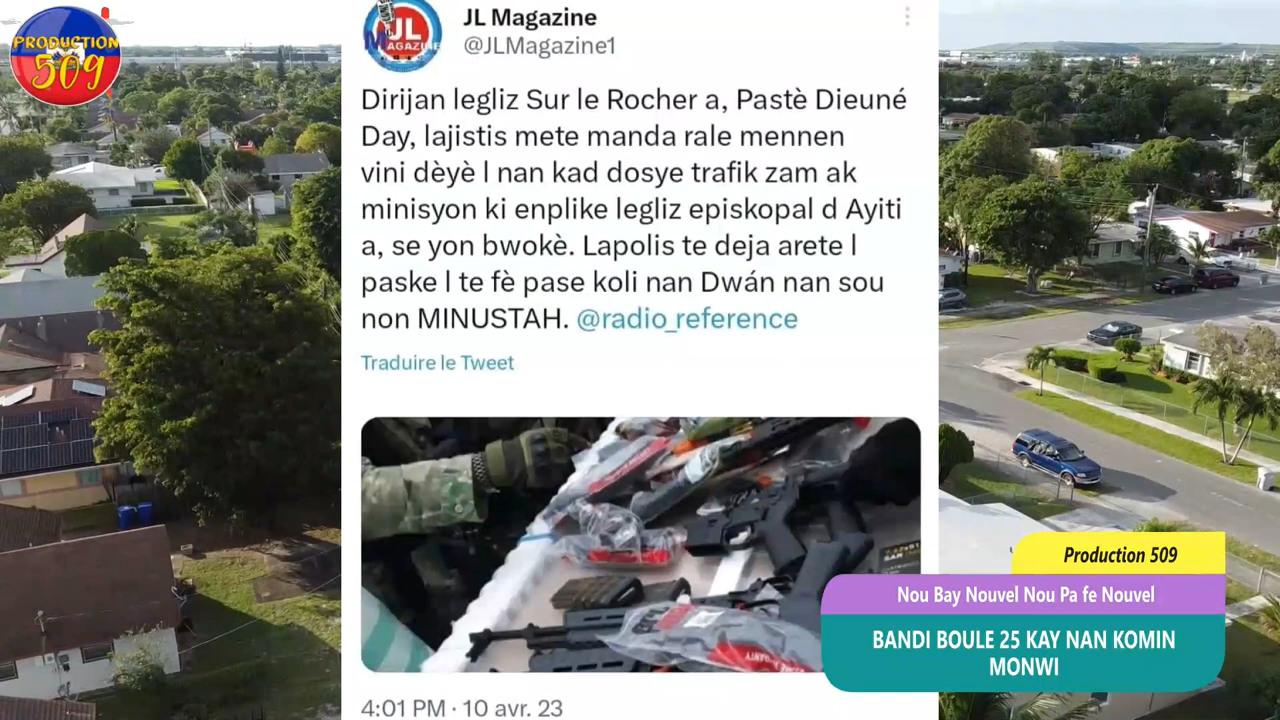 PRODUCTION
509
JL
MAGAZINE
JL Magazine
@JLMagazine1
Dirijan legliz Sur le Rocher a, Pastè Dieuné
Day, lajistis mete manda rale mennen
vini dèyè l nan kad dosye trafik zam ak
minisyon ki enplike legliz episkopal d Ayiti
a, se yon bwokè. Lapolis te deja arete l
paske l te fè pase koli nan Dwán nan sou
non MINUSTAH. @radio_reference
Traduire le Tweet
4:01 PM · 10 avr. 23
Production 509
Nou Bay Nouvel Nou Pa fe Nouvel
BANDI BOULE 25 KAY NAN KOMIN
MONWI